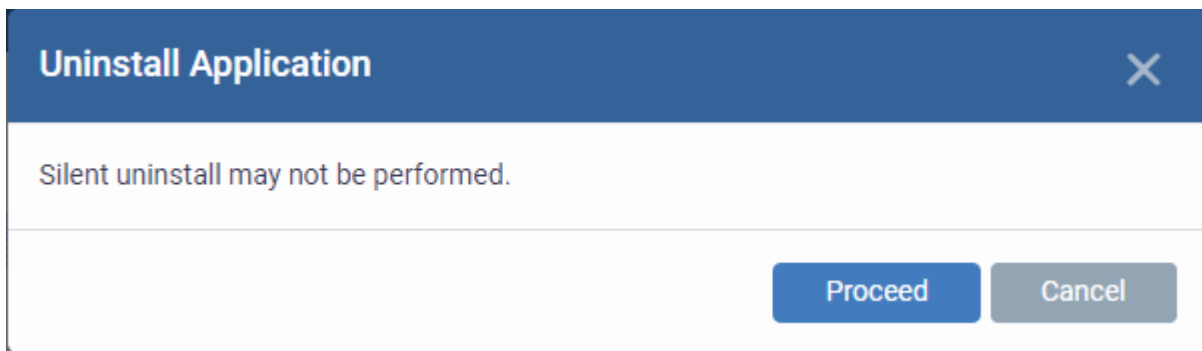 Uninstall Application
Silent uninstall may not be performed.
Proceed Cancel